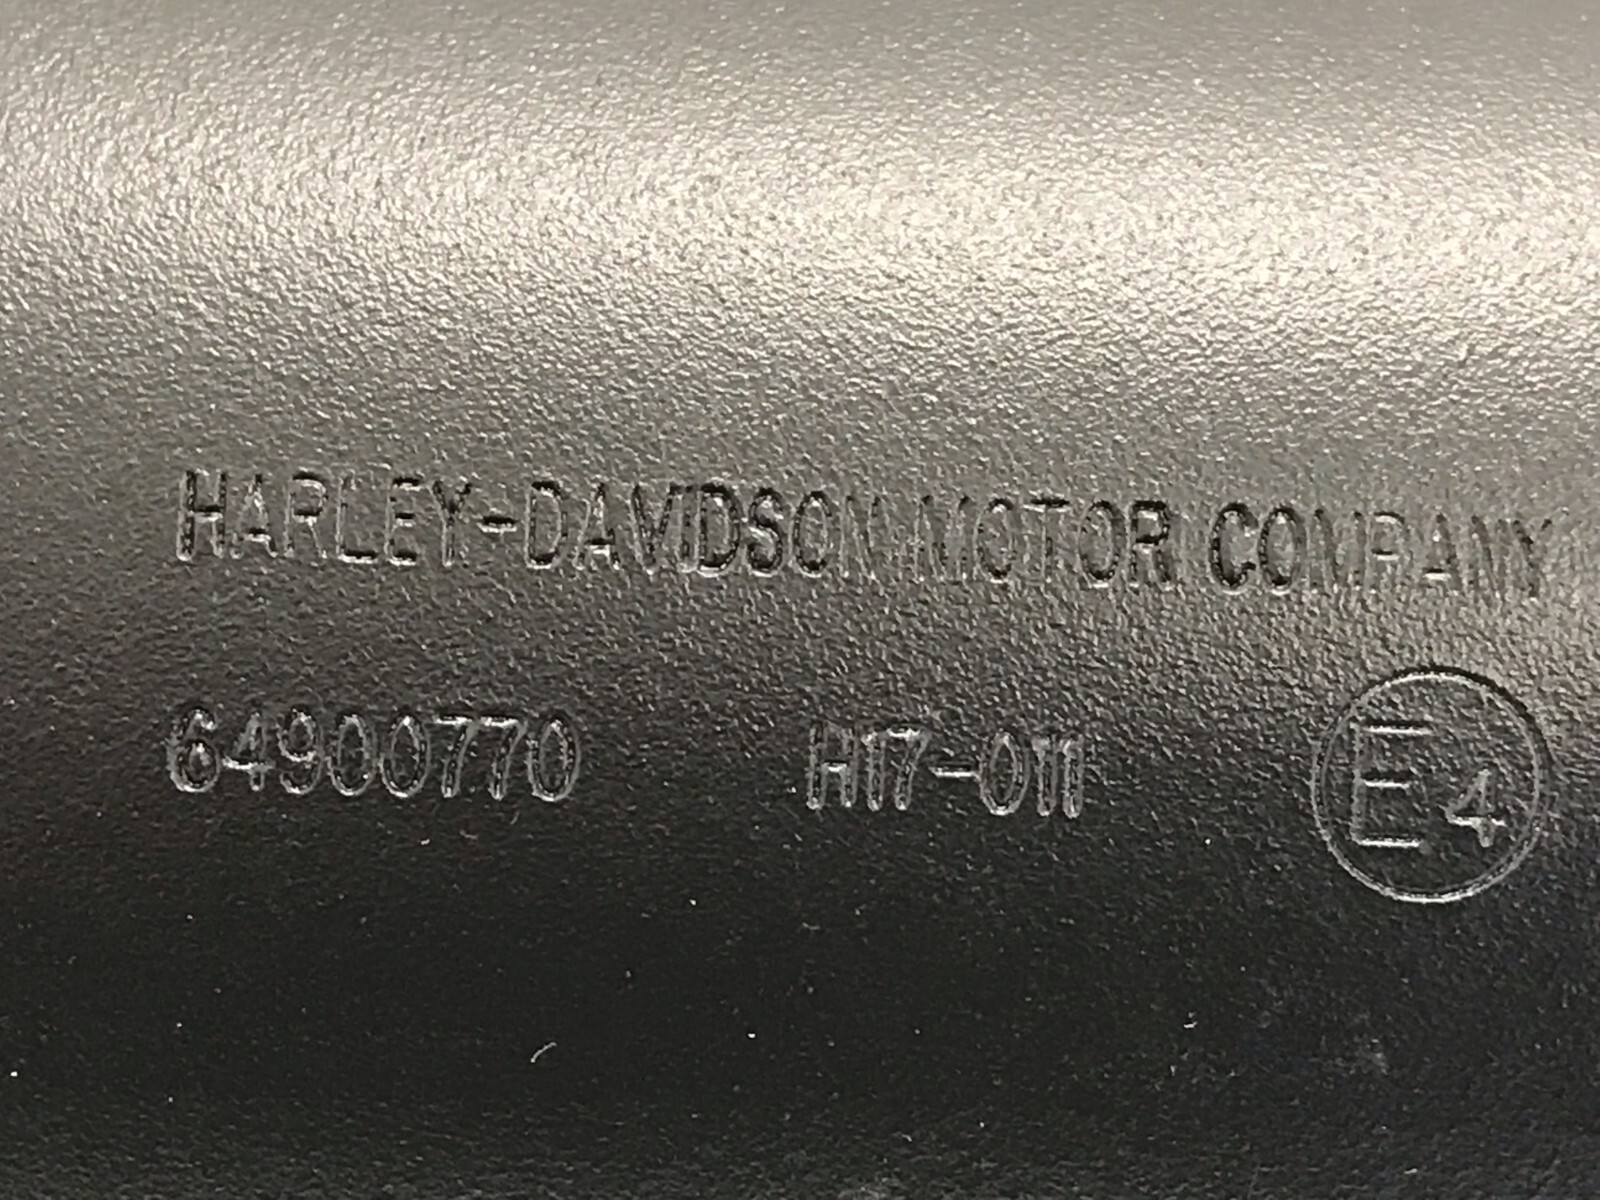 HARLEY-DAVIDSON MOTOR COMPANY
64900770 H17-011 E4